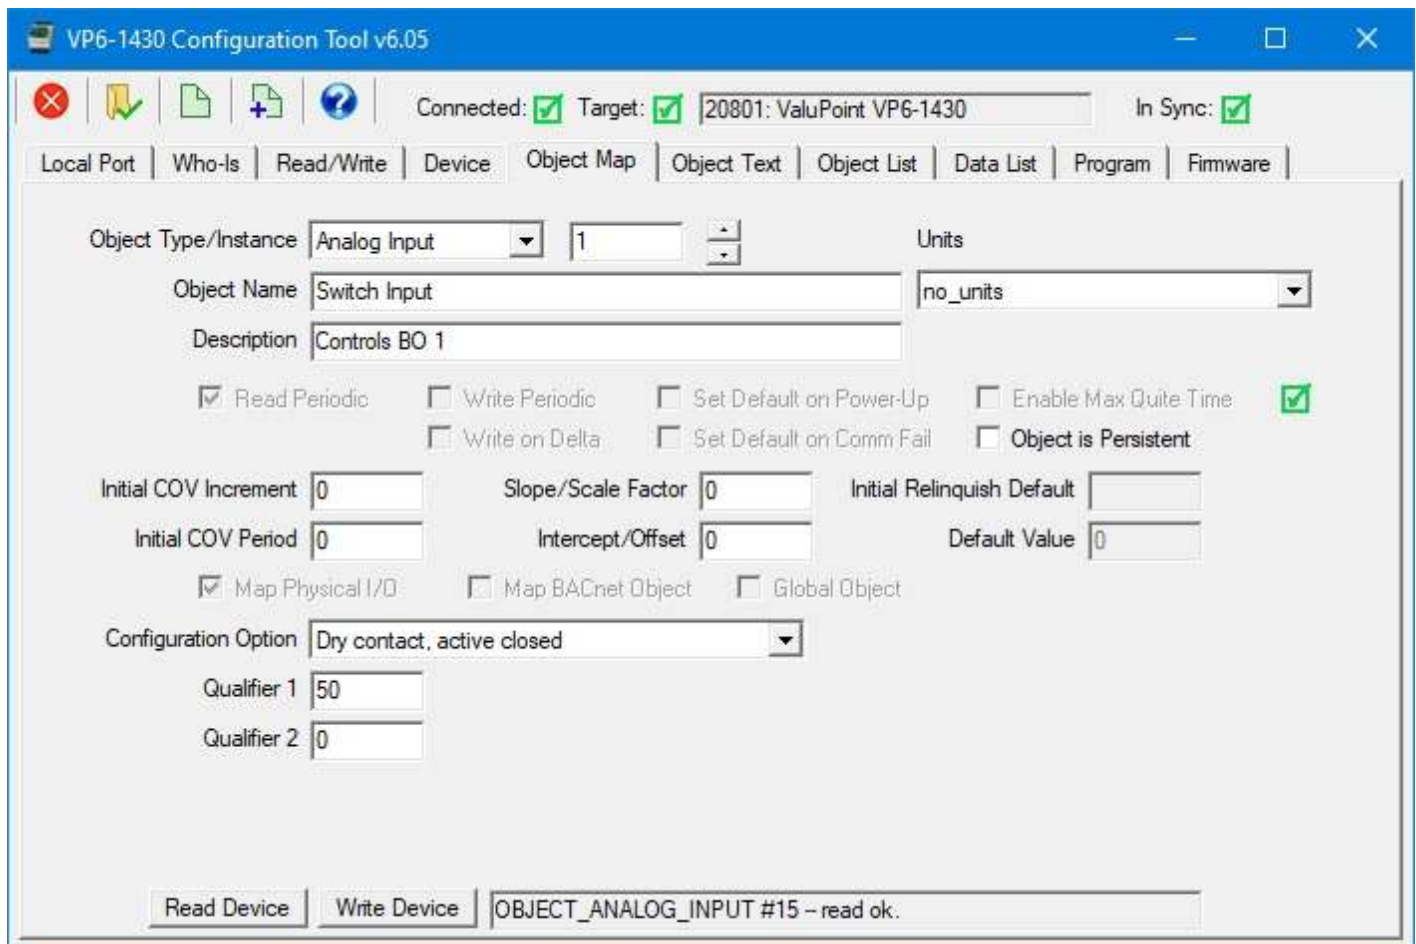 VP6-1430 Configuration Tool v6.05
Connected: Target: 20801: ValuPoint VP6-1430 In Sync:
Local Port Who-Is Read/Write Device Object Map Object Text Object List Data List Program Firmware
Object Type/Instance Analog Input 1 Units
Object Name Switch Input no_units
Description Controls BO 1
Read Periodic Write Periodic Set Default on Power-Up Enable Max Quite Time
Write on Delta Set Default on Comm Fail Object is Persistent
Initial COV Increment 0 Slope/Scale Factor 0 Initial Relinquish Default
Initial COV Period 0 Intercept/Offset 0 Default Value 0
Map Physical I/O Map BACnet Object Global Object
Configuration Option Dry contact, active closed
Qualifier 1 50
Qualifier 2 0
Read Device Write Device OBJECT_ANALOG_INPUT #15 – read ok.